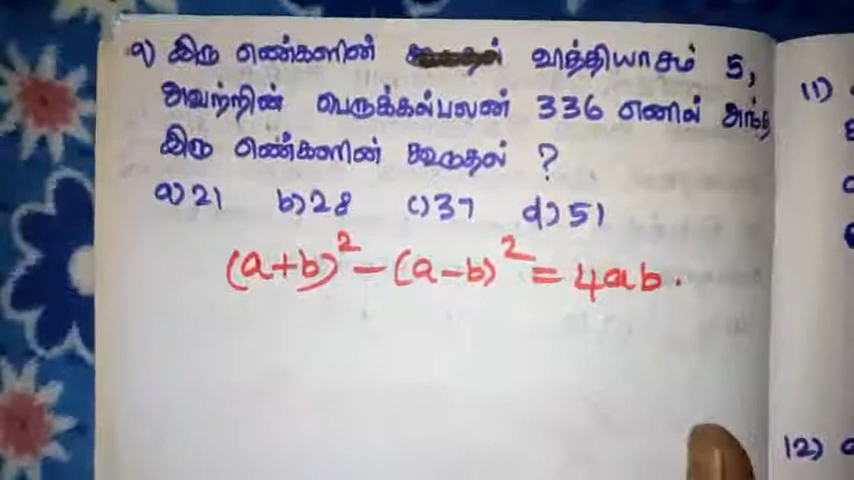 9) இரு எண்களின் வாத்தியாசம் 5,
அவற்றின் பெருக்கல்பலண் 336 எனில் அந்த
இரு எண்களின் கூடுதல் ?
a) 21 b) 28 c) 37 d) 51
(a+b)² - (a-b)² = 4ab.
11)
12)